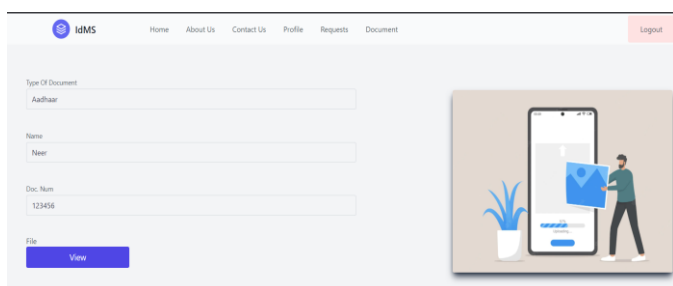 IdMS Home About Us Contact Us Profile Requests Document Logout
Type Of Document
Aadhaar
Name
Neer
Doc. Num
123456
File
View